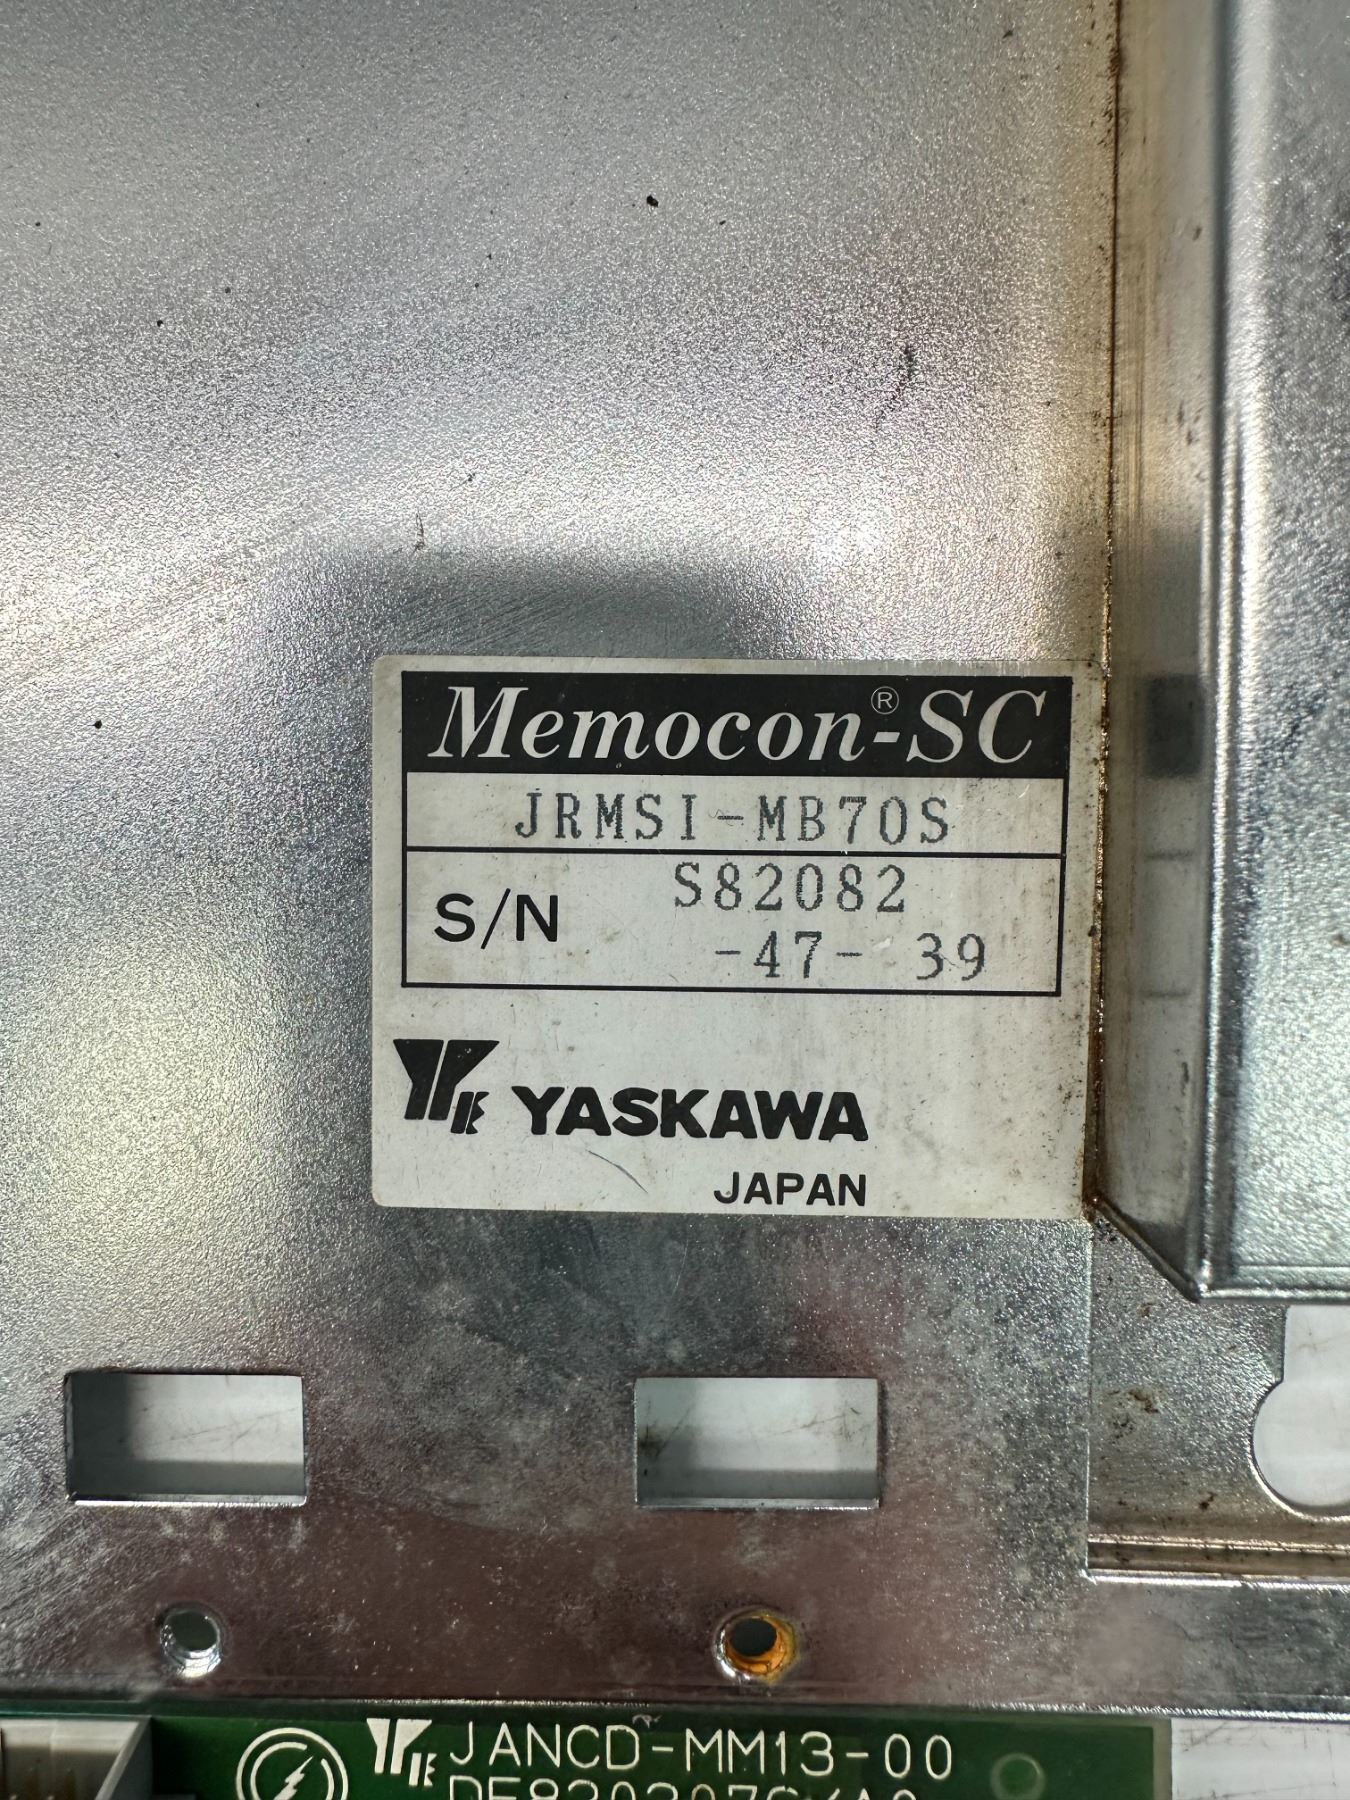 Memocon®-SC
JRMSI-MB70S
S/N S82082
-47- 39
YASKAWA
JAPAN
JANCD-MM13-00